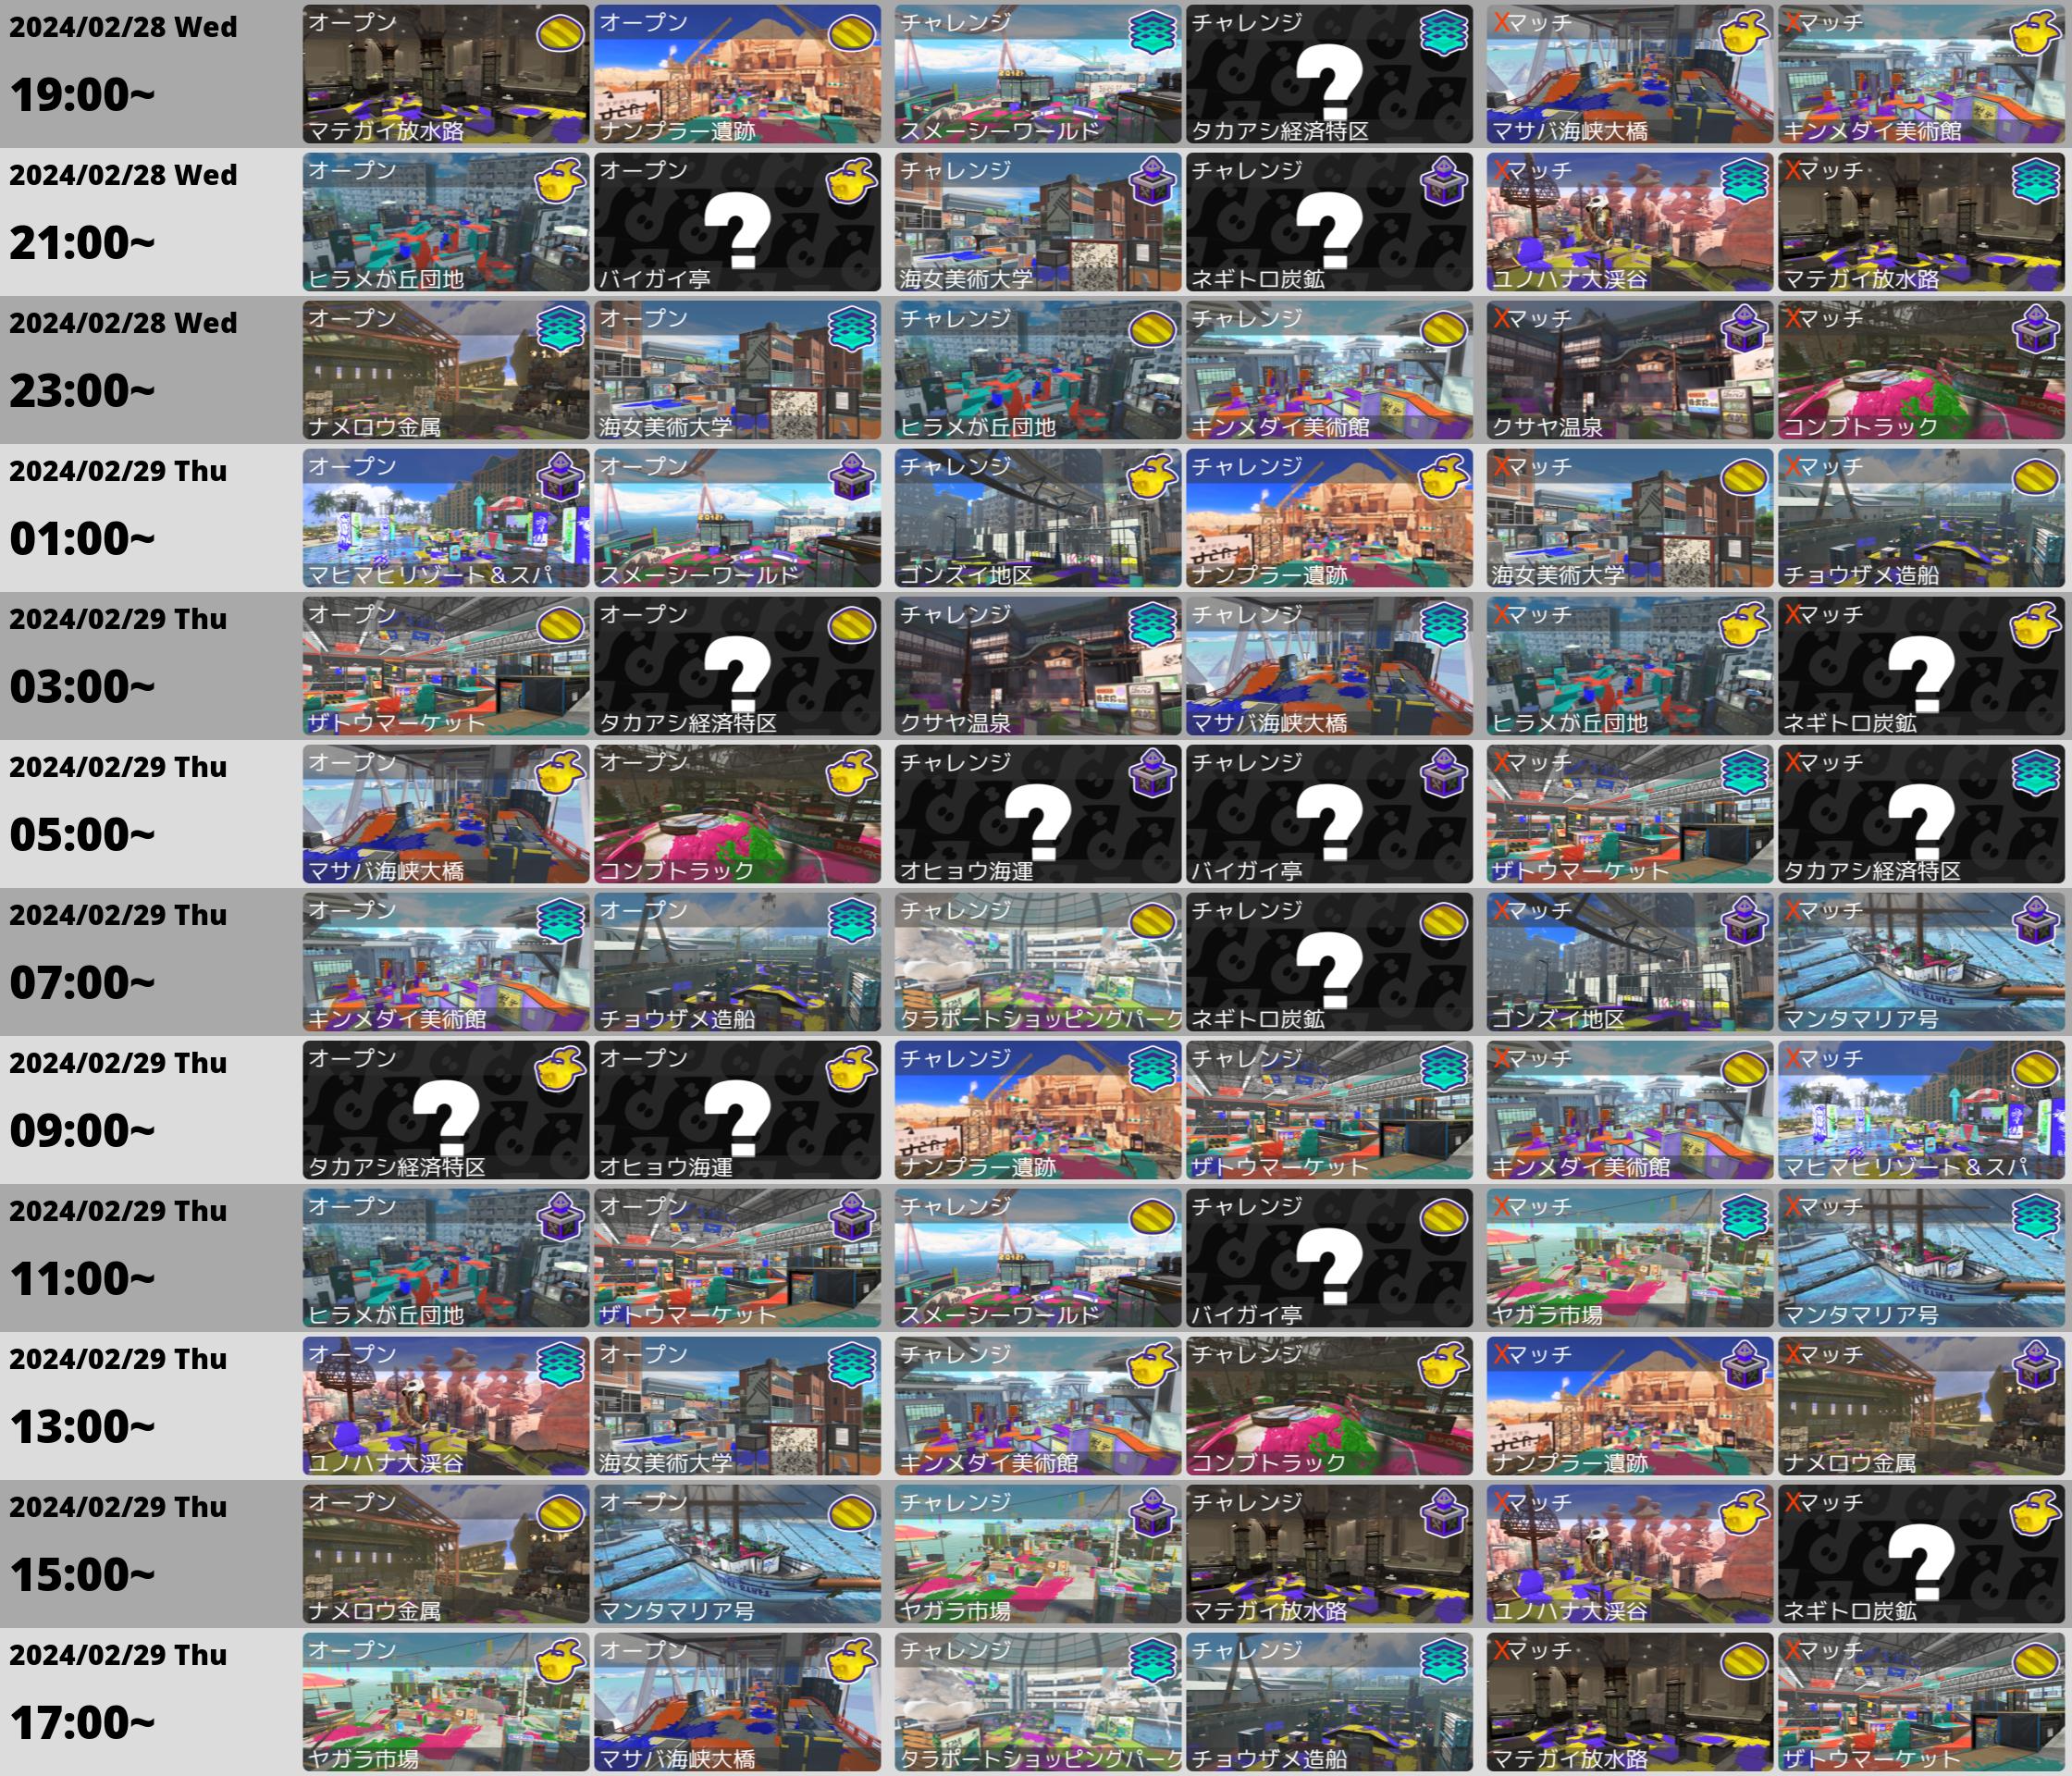 2024/02/28 Wed
19:00~
オープン オープン チャレンジ チャレンジ Xマッチ Xマッチ
マテガイ放水路 ナンプラー遺跡 スメーシーワールド タカアシ経済特区 マサバ海峡大橋 キンメダイ美術館
2024/02/28 Wed
21:00~
オープン オープン チャレンジ チャレンジ Xマッチ Xマッチ
ヒラメが丘団地 バイガイ亭 海女美術大学 ネギトロ炭鉱 ユノハナ大渓谷 マテガイ放水路
2024/02/28 Wed
23:00~
オープン オープン チャレンジ チャレンジ Xマッチ Xマッチ
ナメロウ金属 海女美術大学 ヒラメが丘団地 キンメダイ美術館 クサヤ温泉 コンブトラック
2024/02/29 Thu
01:00~
オープン オープン チャレンジ チャレンジ Xマッチ Xマッチ
マヒマヒリゾート＆スパ スメーシーワールド ゴンズイ地区 ナンプラー遺跡 海女美術大学 チョウザメ造船
2024/02/29 Thu
03:00~
オープン オープン チャレンジ チャレンジ Xマッチ Xマッチ
ザトウマーケット タカアシ経済特区 クサヤ温泉 マサバ海峡大橋 ヒラメが丘団地 ネギトロ炭鉱
2024/02/29 Thu
05:00~
オープン オープン チャレンジ チャレンジ Xマッチ Xマッチ
マサバ海峡大橋 コンブトラック オヒョウ海運 バイガイ亭 ザトウマーケット タカアシ経済特区
2024/02/29 Thu
07:00~
オープン オープン チャレンジ チャレンジ Xマッチ Xマッチ
キンメダイ美術館 チョウザメ造船 タラポートショッピングパーク ネギトロ炭鉱 ゴンズイ地区 マンタマリア号
2024/02/29 Thu
09:00~
オープン オープン チャレンジ チャレンジ Xマッチ Xマッチ
タカアシ経済特区 オヒョウ海運 ナンプラー遺跡 ザトウマーケット キンメダイ美術館 マヒマヒリゾート＆スパ
2024/02/29 Thu
11:00~
オープン オープン チャレンジ チャレンジ Xマッチ Xマッチ
ヒラメが丘団地 ザトウマーケット スメーシーワールド バイガイ亭 ヤガラ市場 マンタマリア号
2024/02/29 Thu
13:00~
オープン オープン チャレンジ チャレンジ Xマッチ Xマッチ
ユノハナ大渓谷 海女美術大学 キンメダイ美術館 コンブトラック ナンプラー遺跡 ナメロウ金属
2024/02/29 Thu
15:00~
オープン オープン チャレンジ チャレンジ Xマッチ Xマッチ
ナメロウ金属 マンタマリア号 ヤガラ市場 マテガイ放水路 ユノハナ大渓谷 ネギトロ炭鉱
2024/02/29 Thu
17:00~
オープン オープン チャレンジ チャレンジ Xマッチ Xマッチ
ヤガラ市場 マサバ海峡大橋 タラポートショッピングパーク チョウザメ造船 マテガイ放水路 ザトウマーケット